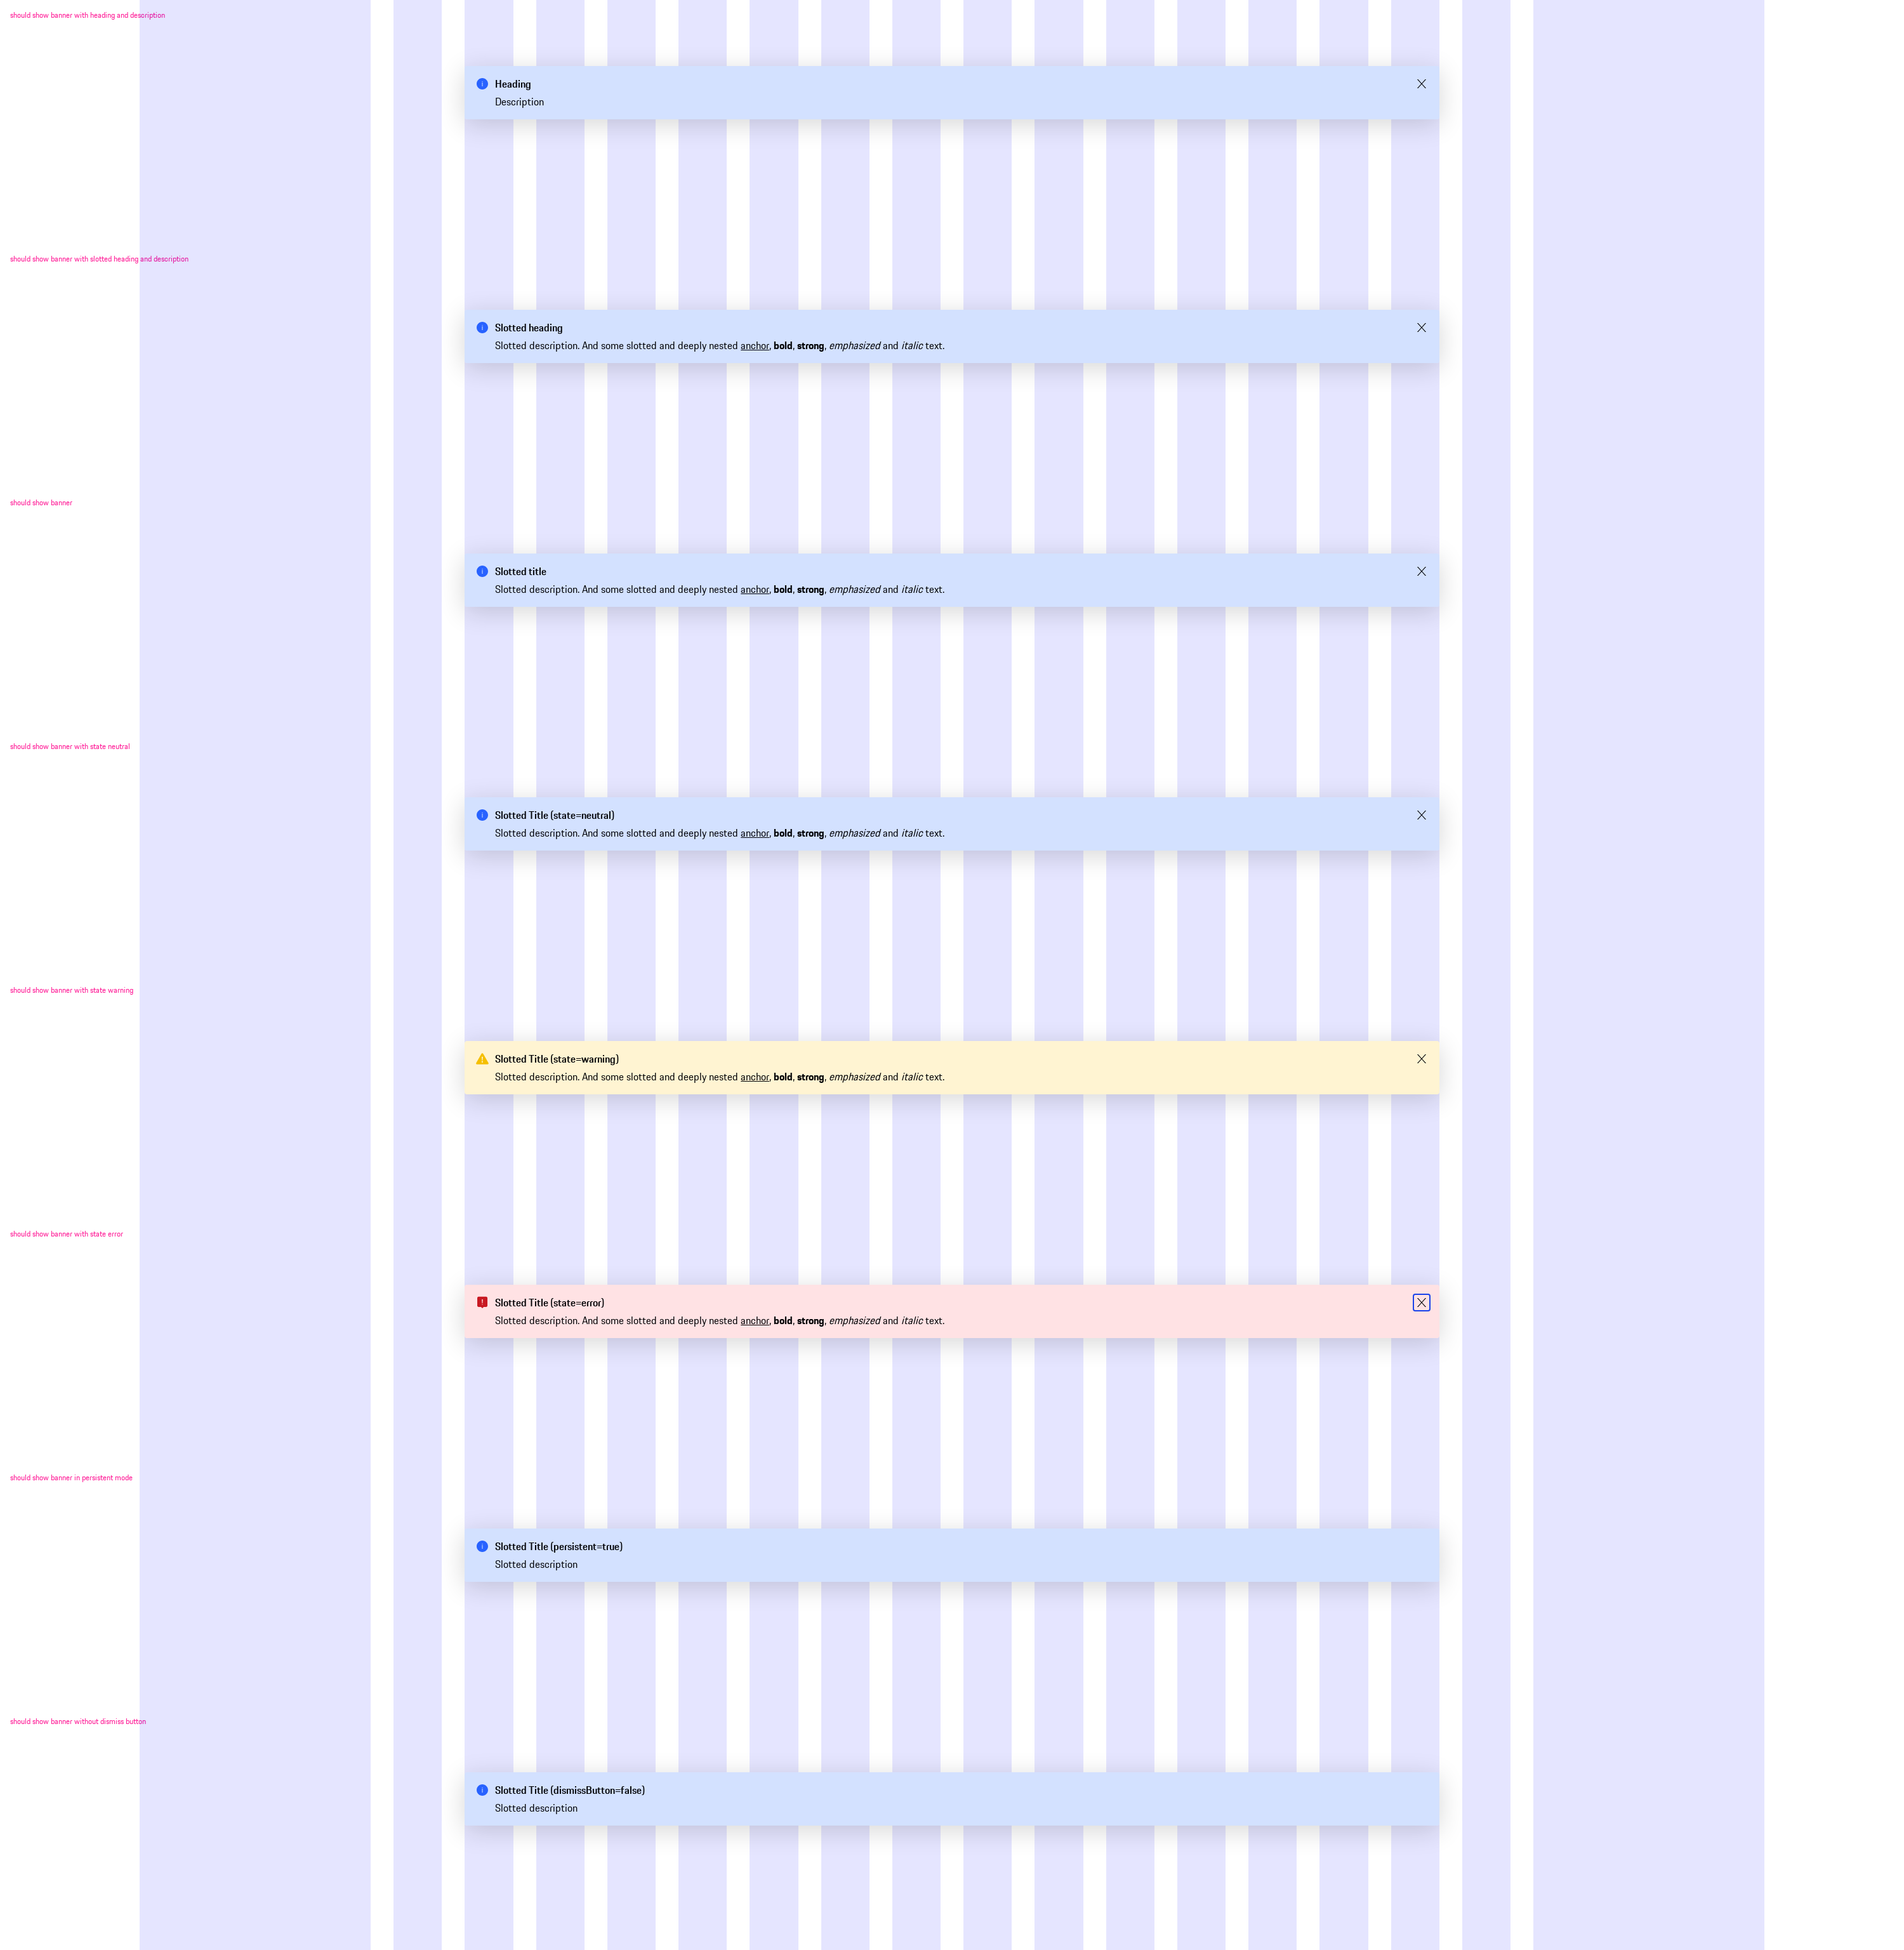 should show banner with heading and description
Heading
Description
should show banner with slotted heading and description
Slotted heading
Slotted description. And some slotted and deeply nested anchor, bold, strong, emphasized and italic text.
should show banner
Slotted title
Slotted description. And some slotted and deeply nested anchor, bold, strong, emphasized and italic text.
should show banner with state neutral
Slotted Title (state=neutral)
Slotted description. And some slotted and deeply nested anchor, bold, strong, emphasized and italic text.
should show banner with state warning
Slotted Title (state=warning)
Slotted description. And some slotted and deeply nested anchor, bold, strong, emphasized and italic text.
should show banner with state error
Slotted Title (state=error)
Slotted description. And some slotted and deeply nested anchor, bold, strong, emphasized and italic text.
should show banner in persistent mode
Slotted Title (persistent=true)
Slotted description
should show banner without dismiss button
Slotted Title (dismissButton=false)
Slotted description